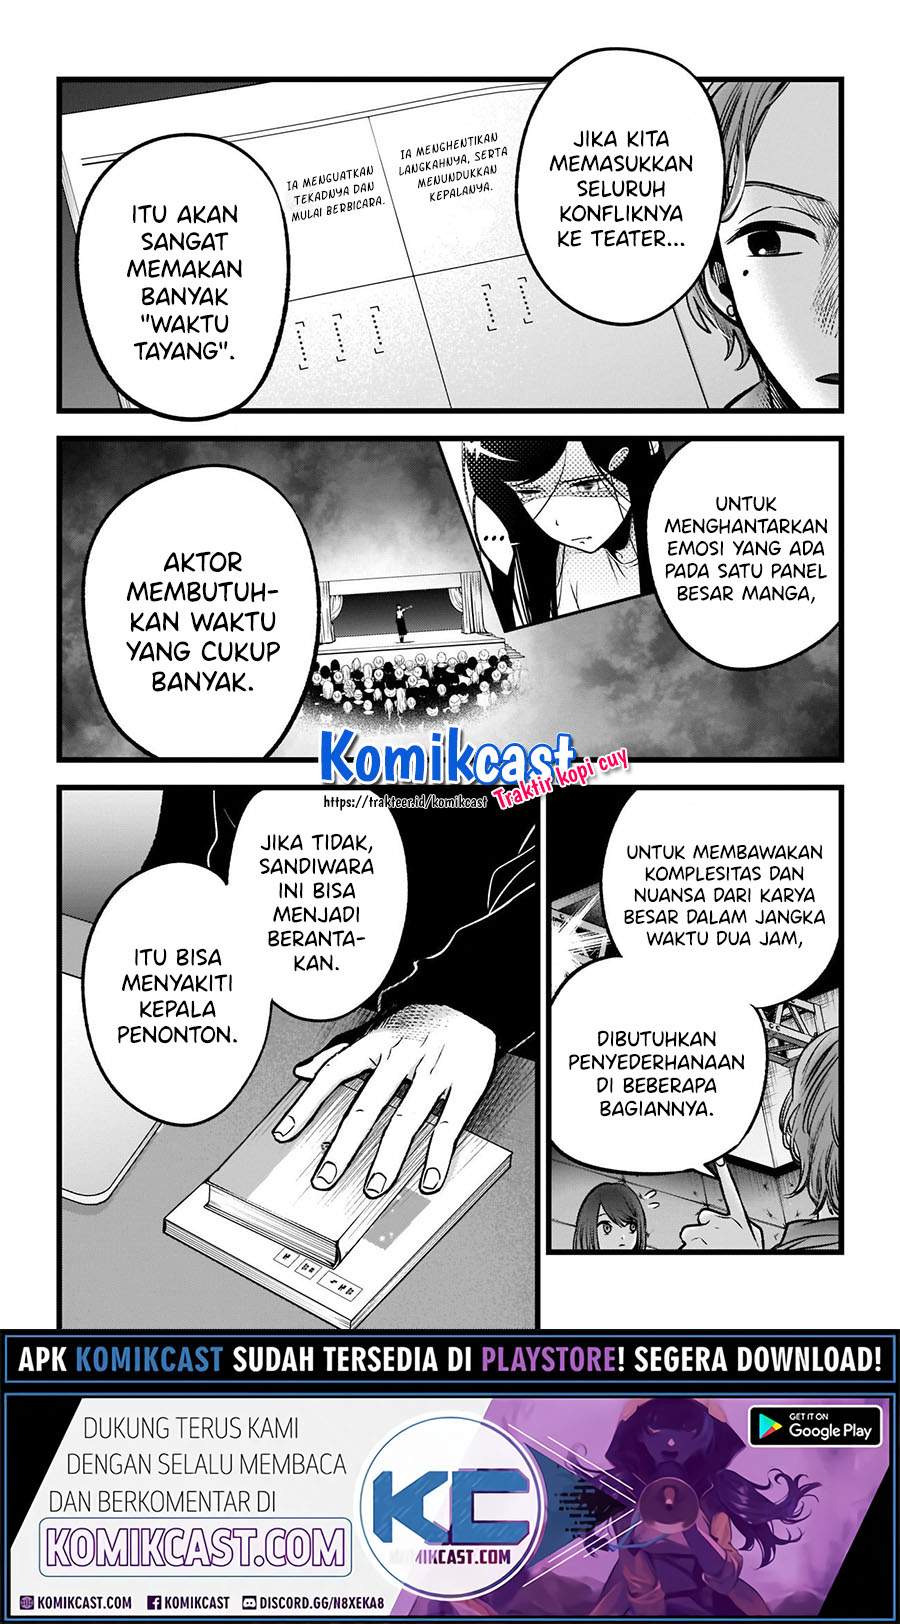 JIKA KITA
MEMASUKKAN
SELURUH
KONFLIKNYA
KE TEATER...
IA MENGHENTIKAN
LANGKAHNYA, SERTA
MENUNDUKKAN
KEPALANYA.
IA MENGUATKAN
TEKADNYA DAN
MULAI BERBICARA.
ITU AKAN
SANGAT
MEMAKAN
BANYAK
"WAKTU
TAYANG".
UNTUK
MENGHANTARKAN
EMOSI YANG ADA
PADA SATU PANEL
BESAR MANGA,
...
AKTOR
MEMBUTUH-
KAN WAKTU
YANG CUKUP
BANYAK.
Komikcast
https://trakteer.id/komikcast
Traktir kopi cuy
UNTUK MEMBAWAKAN
KOMPLESITAS DAN
NUANSA DARI KARYA
BESAR DALAM JANGKA
WAKTU DUA JAM,
DIBUTUHKAN
PENYEDERHANAAN
DI BEBERAPA
BAGIANNYA.
JIKA TIDAK,
SANDIWARA
INI BISA
MENJADI
BERANTA-
KAN.
ITU BISA
MENYAKITI
KEPALA
PENONTON.
APK KOMIKCAST SUDAH TERSEDIA DI PLAYSTORE! SEGERA DOWNLOAD!
DUKUNG TERUS KAMI
DENGAN SELALU MEMBACA
DAN BERKOMENTAR DI
KOMIKCAST.COM
KC
KOMIKCAST.COM
GET IT ON
Google Play
KOMIKCAST.COM KOMIKCAST DISCORD.GG/N8XEKA8